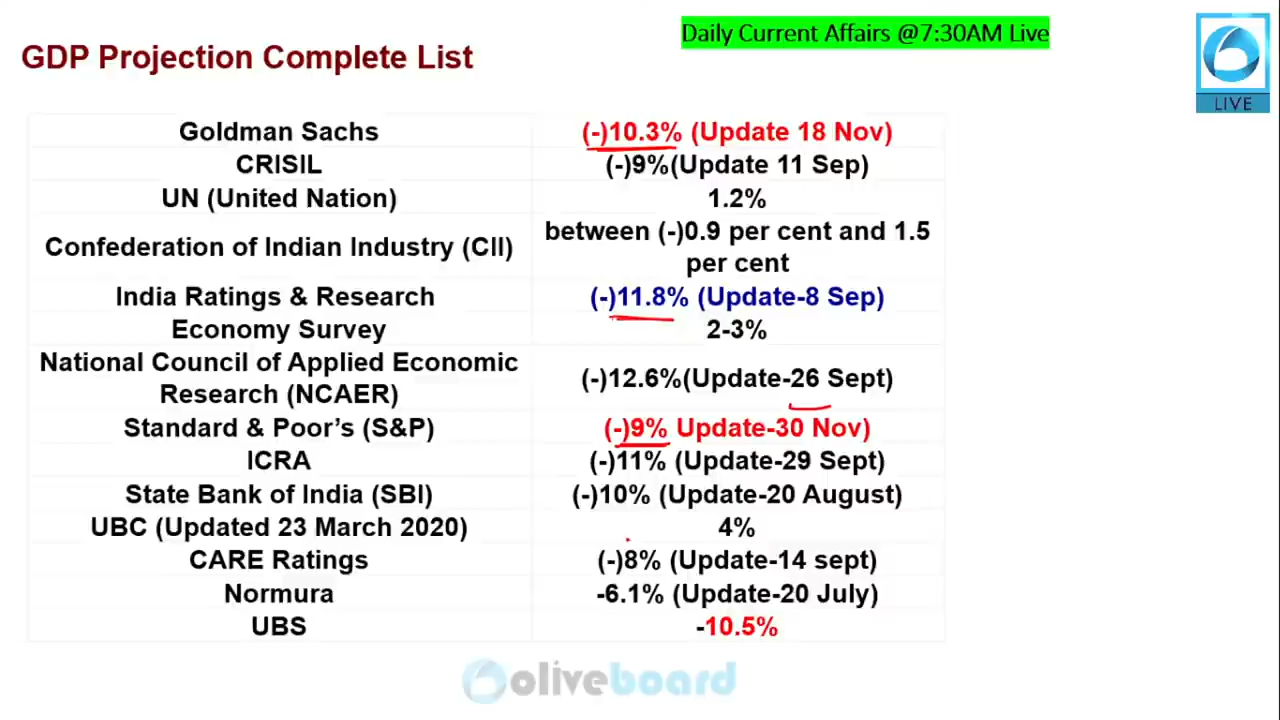 Daily Current Affairs @7:30AM Live
GDP Projection Complete List
LIVE
Goldman Sachs (-)10.3% (Update 18 Nov)
CRISIL (-)9%(Update 11 Sep)
UN (United Nation) 1.2%
Confederation of Indian Industry (CII) between (-)0.9 per cent and 1.5
per cent
India Ratings & Research (-)11.8% (Update-8 Sep)
Economy Survey 2-3%
National Council of Applied Economic
Research (NCAER) (-)12.6%(Update-26 Sept)
Standard & Poor’s (S&P) (-)9% Update-30 Nov)
ICRA (-)11% (Update-29 Sept)
State Bank of India (SBI) (-)10% (Update-20 August)
UBC (Updated 23 March 2020) 4%
CARE Ratings (-)8% (Update-14 sept)
Normura -6.1% (Update-20 July)
UBS -10.5%
oliveboard